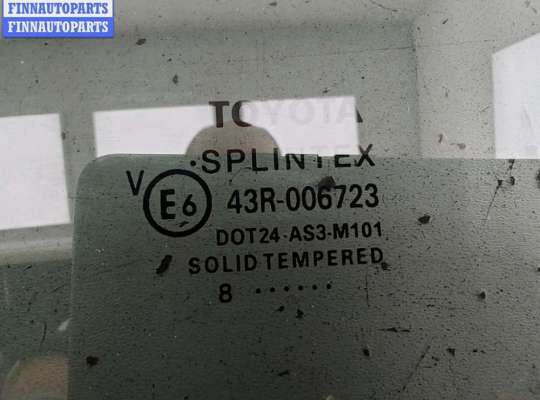 FINNAUTOPARTS
FINNAUTOPARTS
TOYOTA
SPLINTEX
V E6 43R-006723
DOT24-AS3-M101
SOLID TEMPERED
8 ......